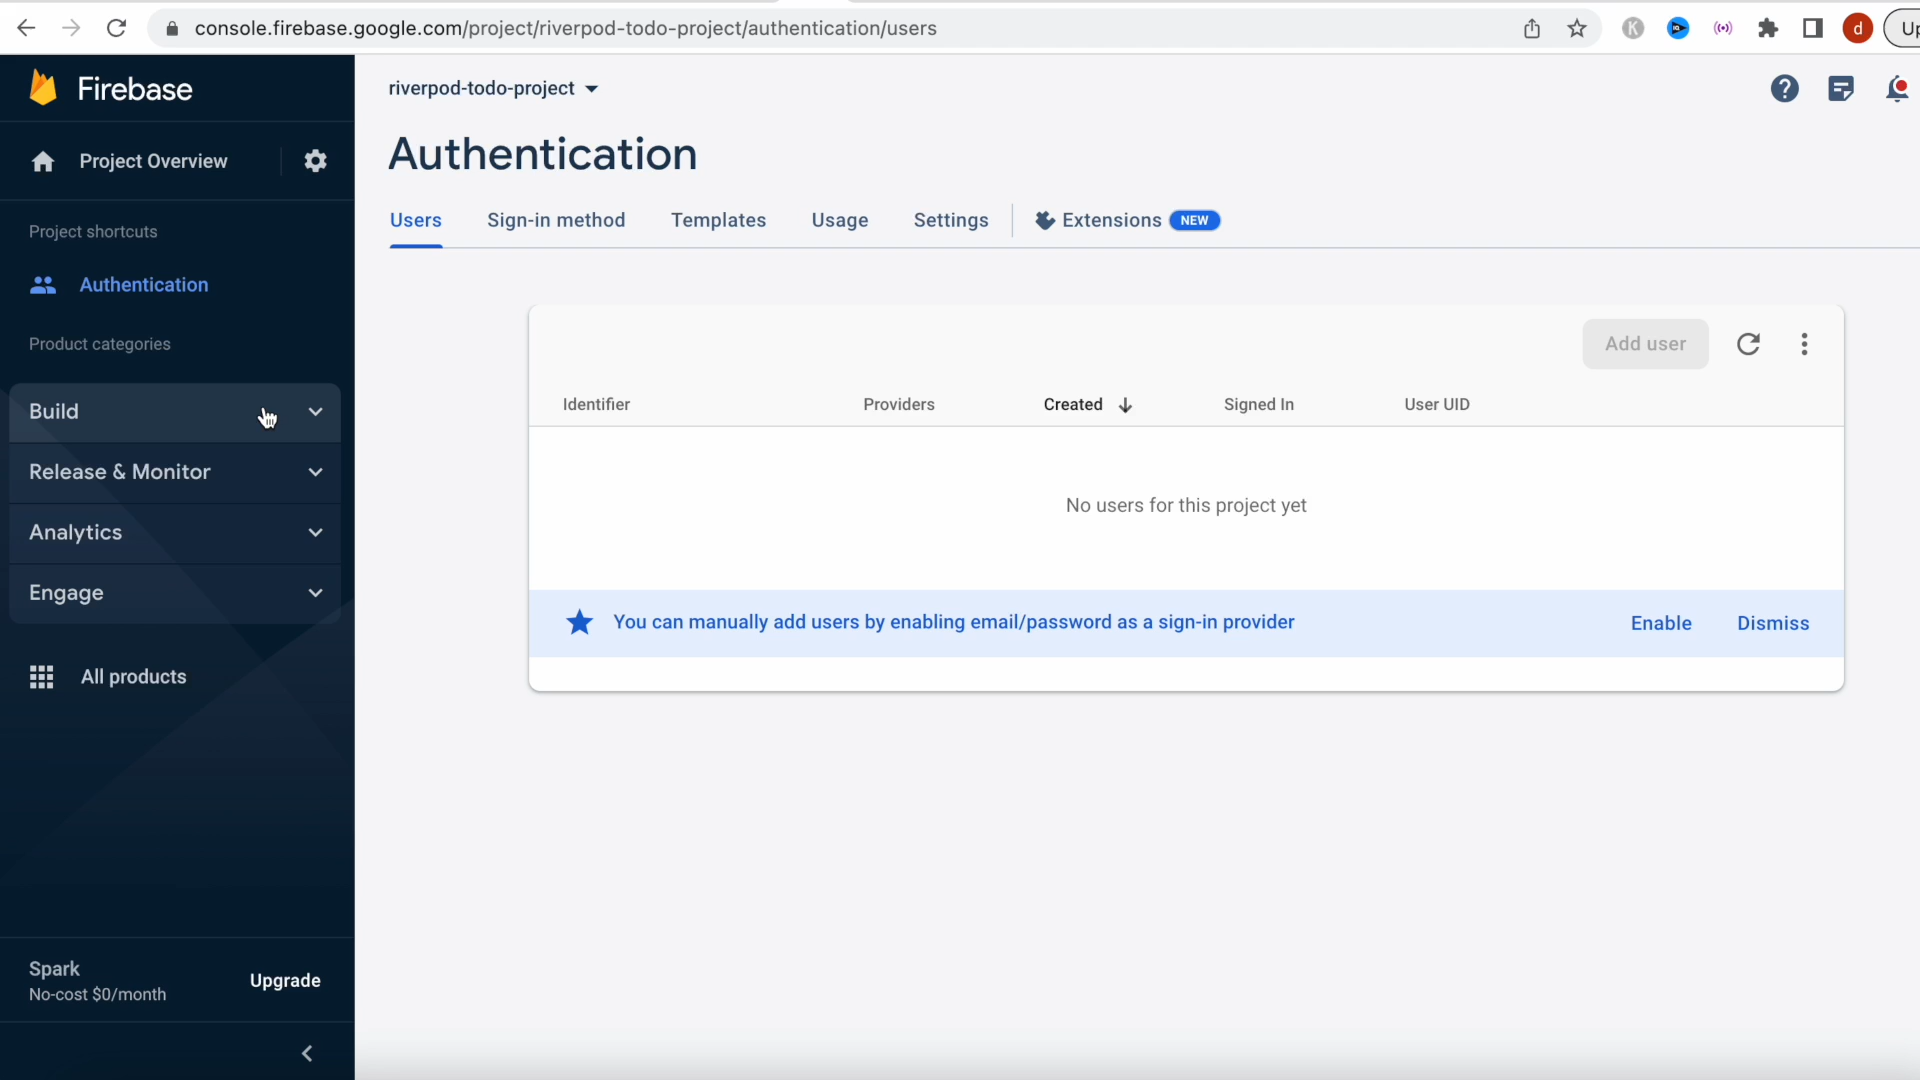 console.firebase.google.com/project/riverpod-todo-project/authentication/users
K
d
Up
Firebase
riverpod-todo-project
Project Overview
Authentication
Users
Sign-in method
Templates
Usage
Settings
Extensions
NEW
Project shortcuts
Authentication
Product categories
Build
Release & Monitor
Analytics
Engage
All products
Add user
Identifier
Providers
Created
Signed In
User UID
No users for this project yet
You can manually add users by enabling email/password as a sign-in provider
Enable
Dismiss
Spark
No-cost $0/month
Upgrade